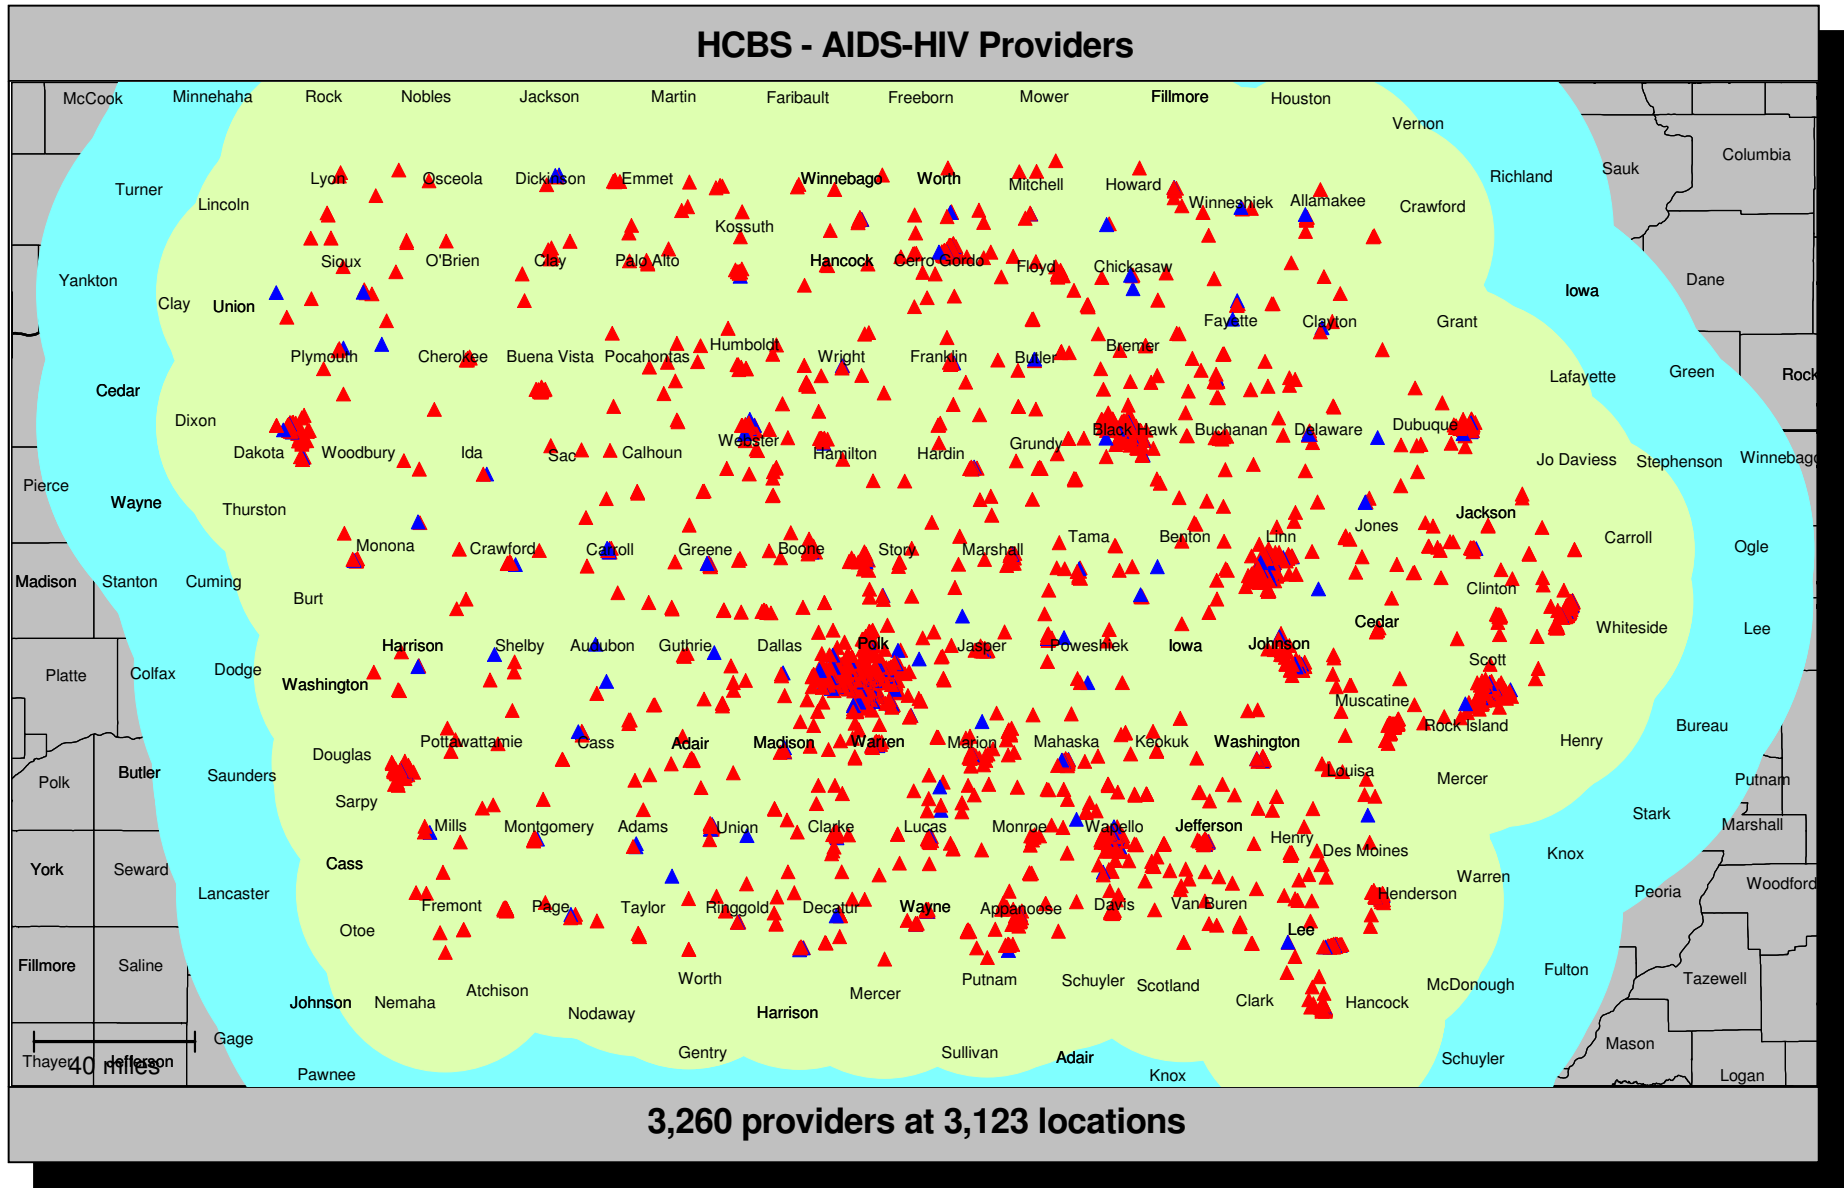 HCBS - AIDS-HIV Providers
McCook Minnehaha Rock Nobles Jackson Martin Faribault Freeborn Mower Fillmore Houston
Vernon
Turner Lincoln Lyon Osceola Dickinson Emmet Winnebago Worth Mitchell Howard Winneshiek Allamakee Crawford Richland Sauk Columbia
Kossuth
Yankton Clay Union Sioux O'Brien Clay Palo Alto Hancock Cerro Gordo Floyd Chickasaw Iowa Dane
Fayette Clayton Grant
Plymouth Cherokee Buena Vista Pocahontas Humboldt Wright Franklin Butler Bremer Lafayette Green Rock
Cedar
Dixon Dakota Woodbury Ida Sac Calhoun Webster Hamilton Hardin Grundy Black Hawk Buchanan Delaware Dubuque Jo Daviess Stephenson Winnebago
Pierce Wayne Thurston
Monona Crawford Carroll Greene Boone Story Marshall Tama Benton Linn Jones Jackson Carroll Ogle
Madison Stanton Cuming Burt Clinton
Harrison Shelby Audubon Guthrie Dallas Polk Jasper Poweshiek Iowa Johnson Cedar Scott Whiteside Lee
Platte Colfax Dodge Washington Muscatine
Rock Island Bureau
Douglas Pottawattamie Cass Adair Madison Warren Marion Mahaska Keokuk Washington Louisa Henry
Polk Butler Saunders Sarpy Mercer Putnam
Mills Montgomery Adams Union Clarke Lucas Monroe Wapello Jefferson Henry Des Moines Stark Marshall
York Seward Cass Knox
Lancaster Fremont Page Taylor Ringgold Decatur Wayne Appanoose Davis Van Buren Henderson Warren Peoria Woodford
Otoe Lee
Fillmore Saline Worth Putnam Schuyler Scotland Fulton Tazewell
Johnson Nemaha Atchison Nodaway Harrison Mercer Clark Hancock McDonough
Gage Mason
Thayer Jefferson Gentry Sullivan Adair Schuyler
40 miles
Pawnee Knox Logan
3,260 providers at 3,123 locations